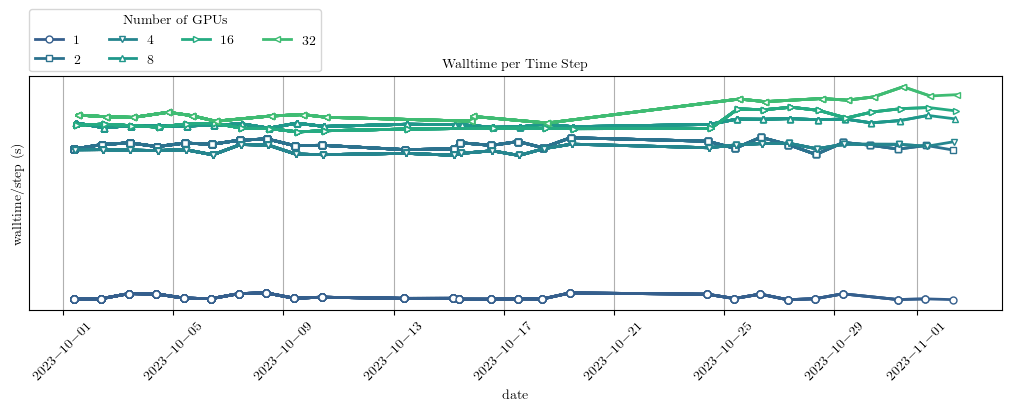 Number of GPUs
1 4 16 32
2 8
Walltime per Time Step
walltime/step (s)
2023−10−01 2023−10−05 2023−10−09 2023−10−13 2023−10−17 2023−10−21 2023−10−25 2023−10−29 2023−11−01
date